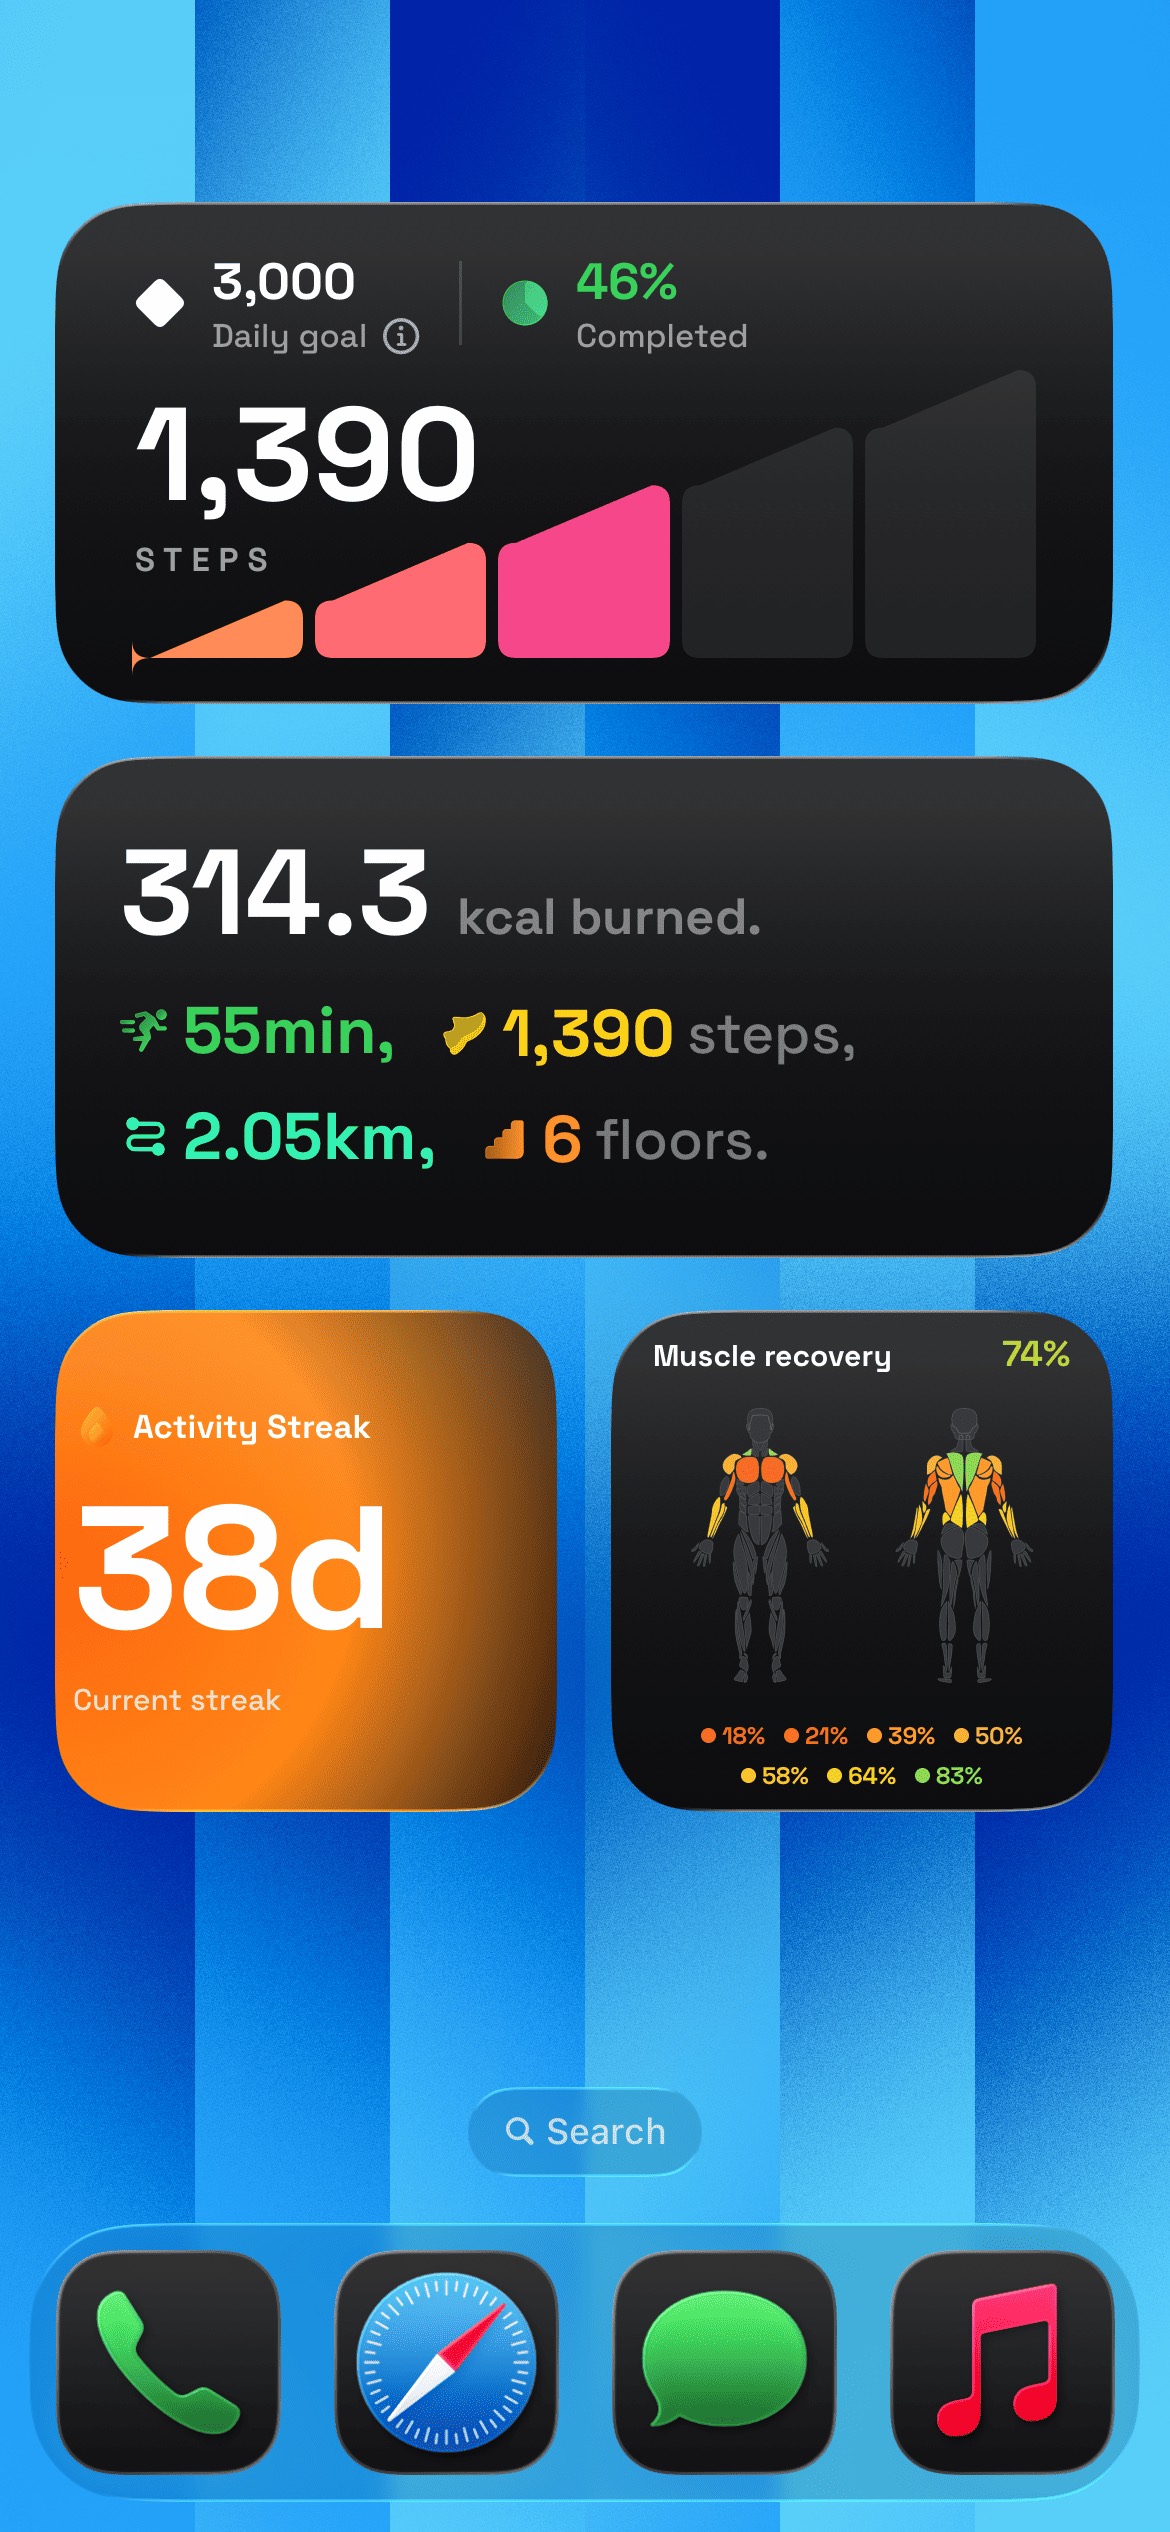 3,000
Daily goal
46%
Completed
1,390
STEPS
314.3 kcal burned.
55min, 1,390 steps,
2.05km, 6 floors.
Activity Streak
38d
Current streak
Muscle recovery 74%
18% 21% 39% 50%
58% 64% 83%
Search